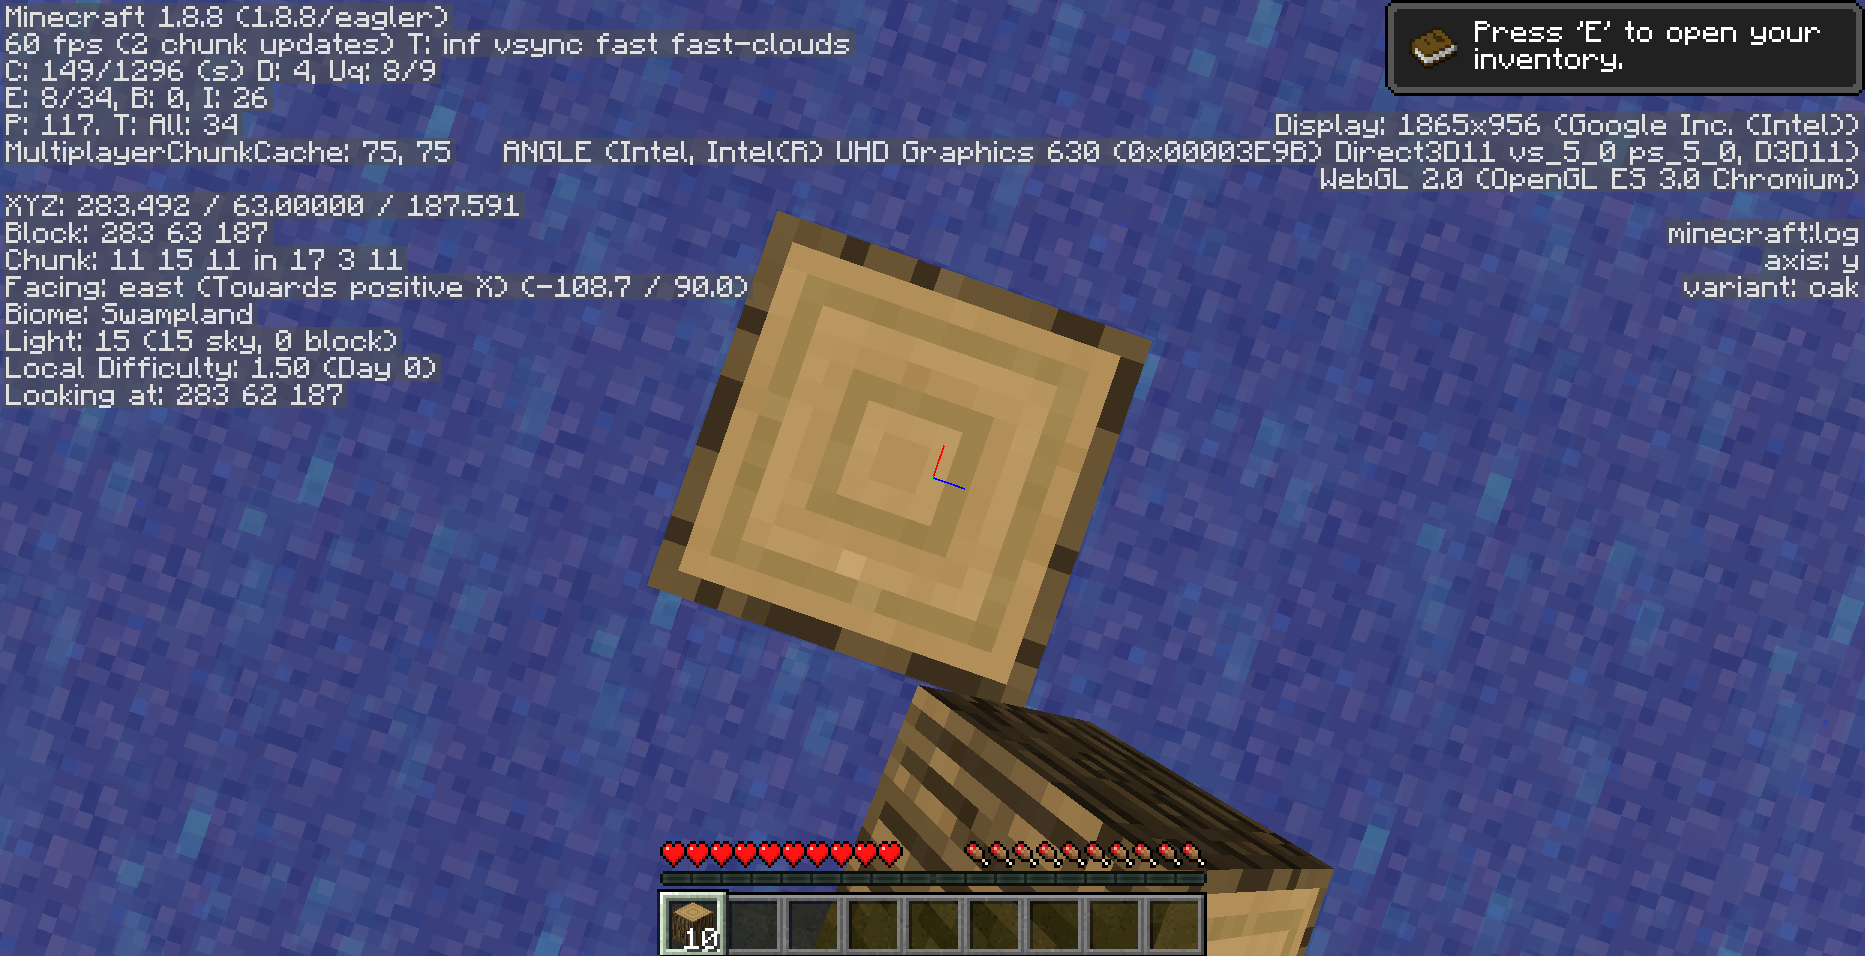 Minecraft 1.8.8 (1.8.8/eagler)
60 fps (2 chunk updates) T: inf vsync fast fast-clouds
C: 149/1296 (s) D: 4, Uq: 8/9
E: 8/34, B: 0, I: 26
P: 117. T: All: 34
MultiplayerChunkCache: 75, 75
XYZ: 283.492 / 63.00000 / 187.591
Block: 283 63 187
Chunk: 11 15 11 in 17 3 11
Facing: east (Towards positive X) (-108.7 / 90.0)
Biome: Swampland
Light: 15 (15 sky, 0 block)
Local Difficulty: 1.50 (Day 0)
Looking at: 283 62 187
Press 'E' to open your
inventory.
Display: 1865x956 (Google Inc. (Intel))
ANGLE (Intel, Intel(R) UHD Graphics 630 (0x00003E9B) Direct3D11 vs_5_0 ps_5_0, D3D11)
WebGL 2.0 (OpenGL ES 3.0 Chromium)
minecraft:log
axis: y
variant: oak
10